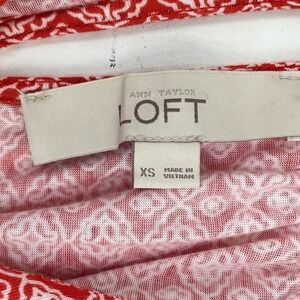 ANN TAYLOR
LOFT
XS MADE IN
VIETNAM